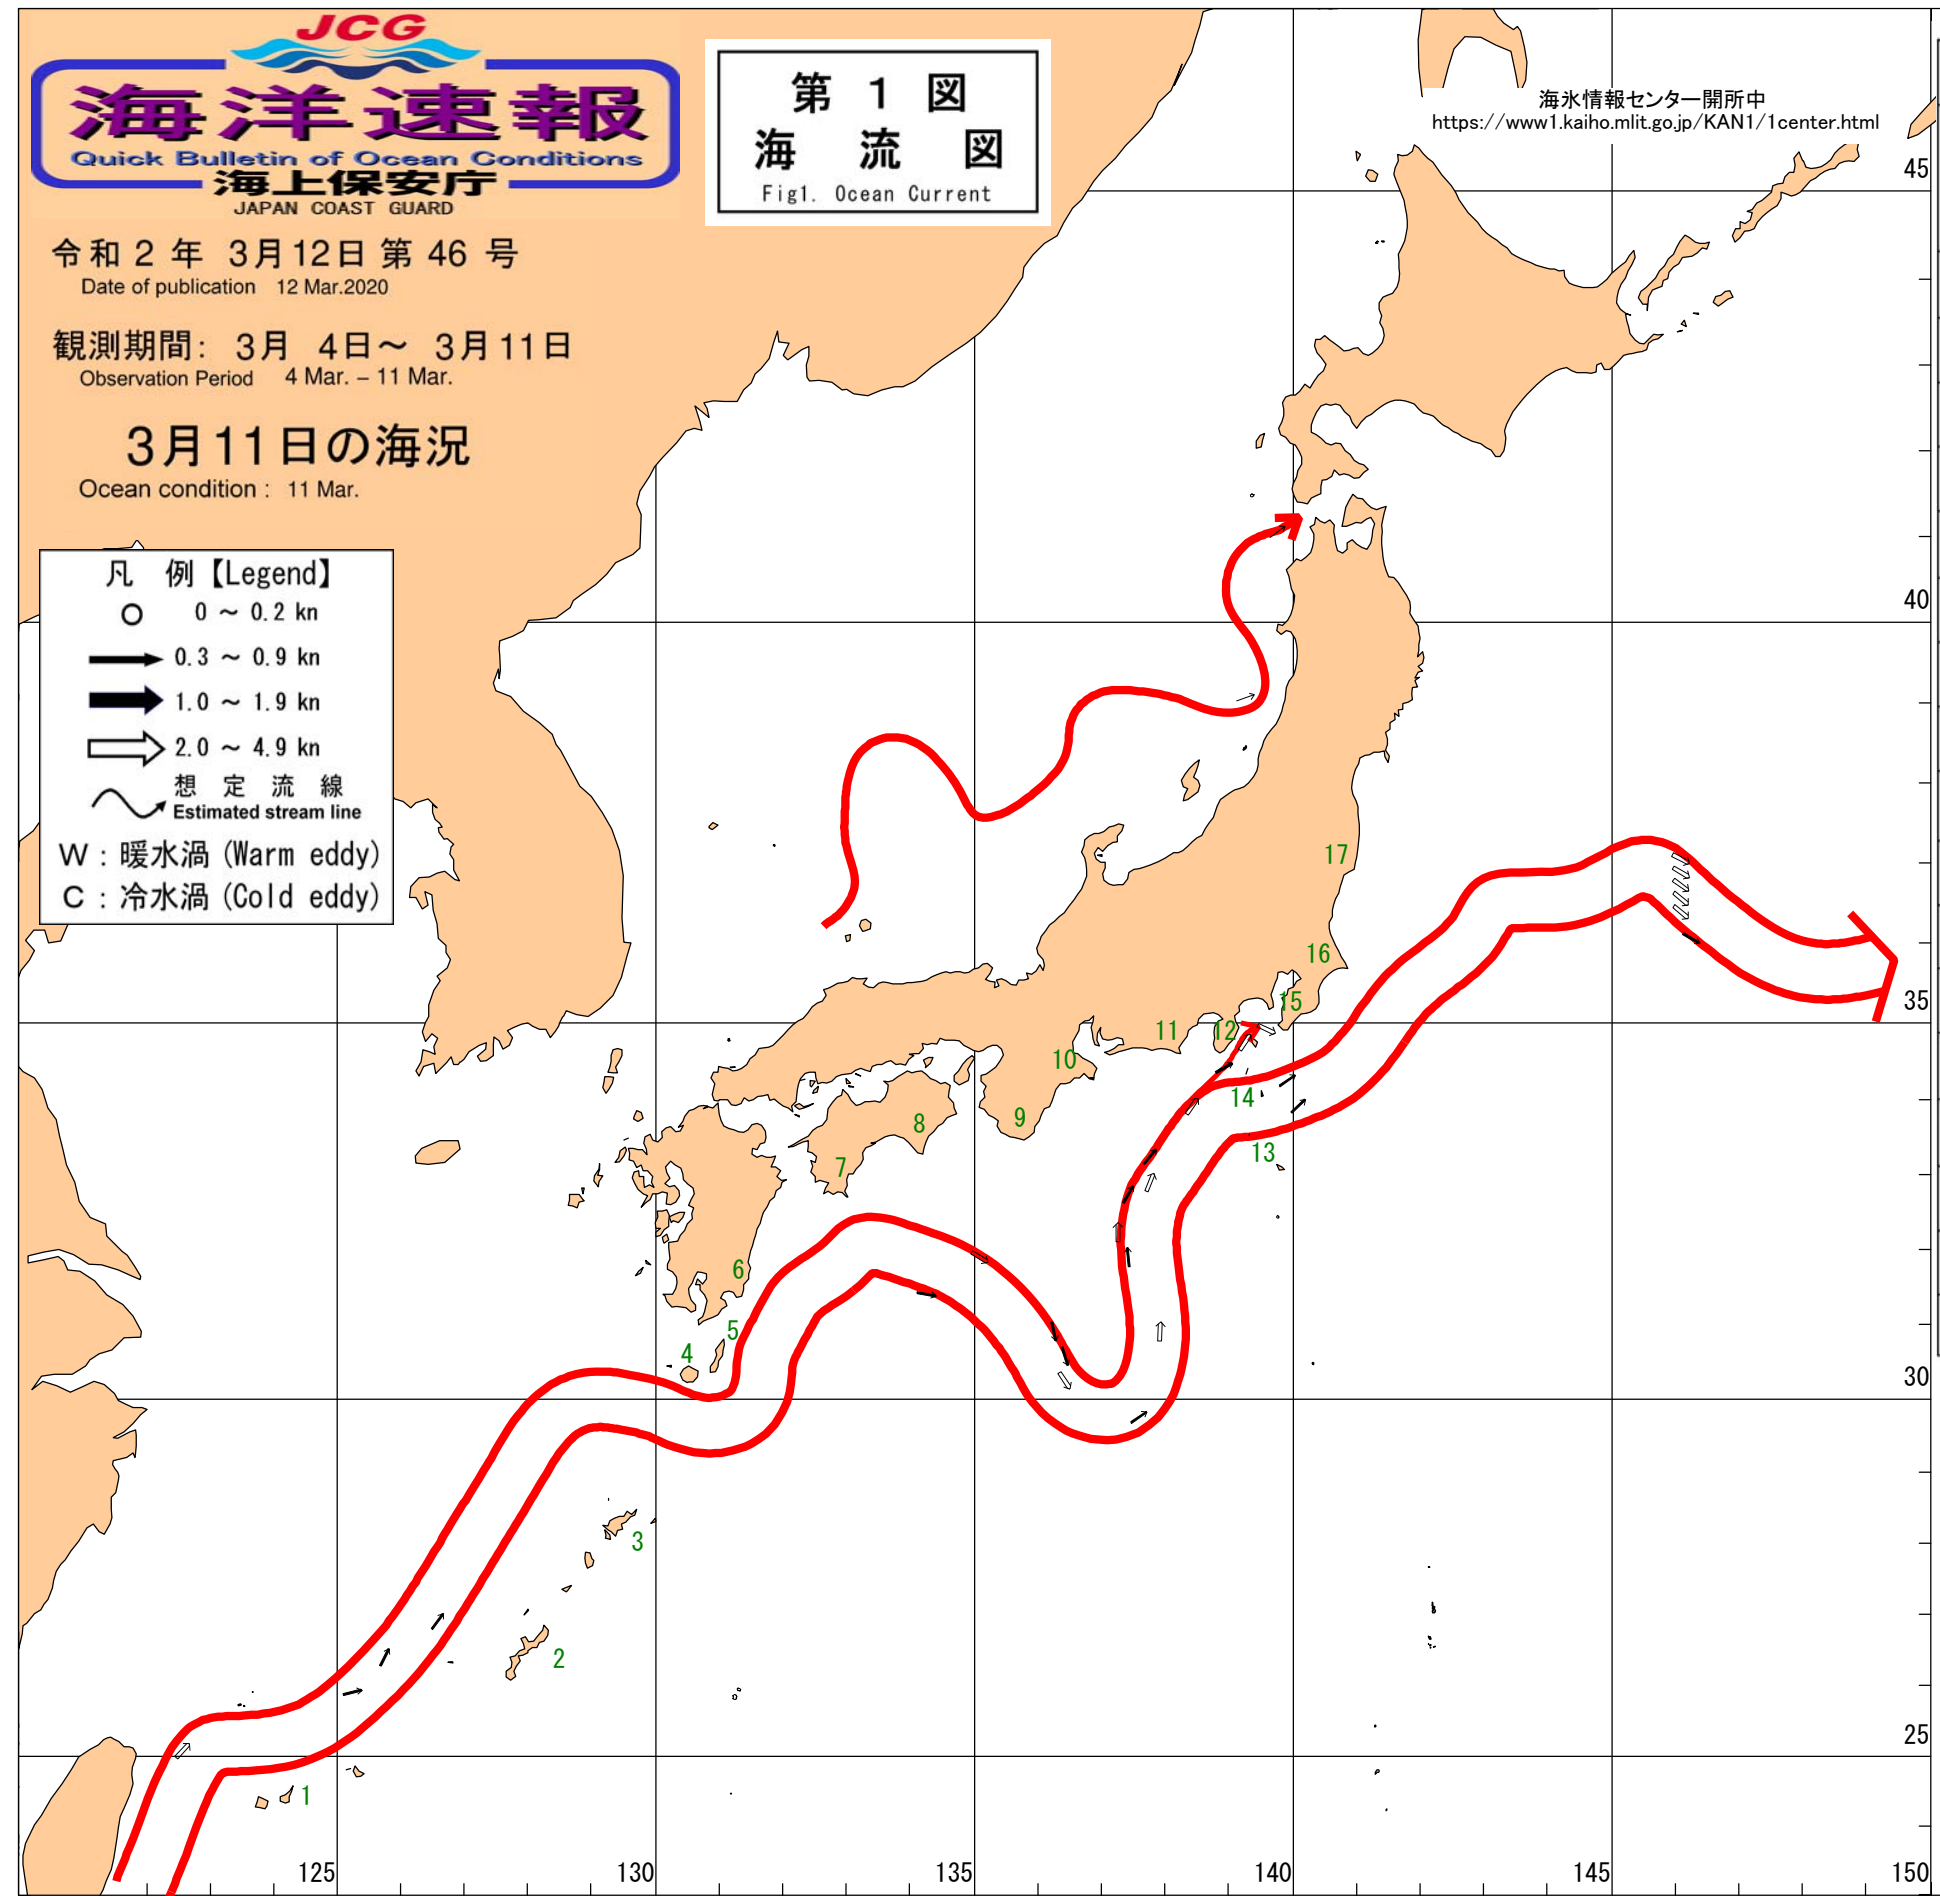 JCG
海洋速報
Quick Bulletin of Ocean Conditions
海上保安庁
JAPAN COAST GUARD
令和 2 年 3月12日 第 46 号
Date of publication 12 Mar.2020
観測期間: 3月 4日～ 3月11日
Observation Period 4 Mar. – 11 Mar.
3月11日の海況
Ocean condition : 11 Mar.
第 1 図
海 流 図
Fig1. Ocean Current
海氷情報センター開所中
https://www1.kaiho.mlit.go.jp/KAN1/1center.html
凡 例【Legend】
0 ～ 0.2 kn
0.3 ～ 0.9 kn
1.0 ～ 1.9 kn
2.0 ～ 4.9 kn
想 定 流 線
Estimated stream line
W : 暖水渦 (Warm eddy)
C : 冷水渦 (Cold eddy)
45
40
35
30
25
17
16
15
12
11
10
14
9
8
13
7
6
5
4
3
2
1
125
130
135
140
145
150